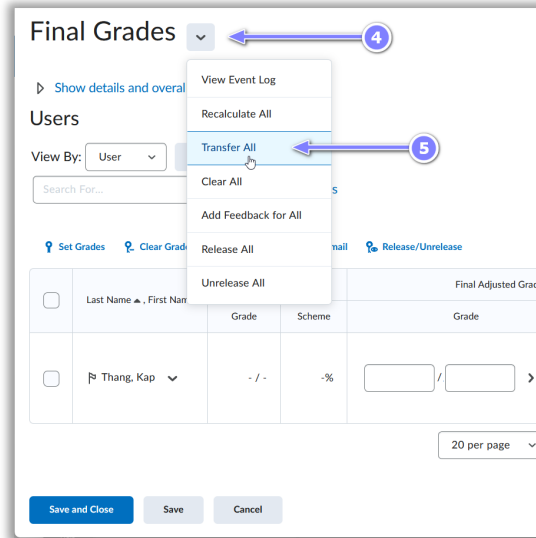 Final Grades
4
View Event Log
Show details and overal
Recalculate All
Users
Transfer All
5
View By: User
Clear All
Search For...
s
Add Feedback for All
Set Grades Clear Grade mail Release/Unrelease
Release All
Unrelease All
Final Adjusted Grad
Last Name , First Nam
Grade Scheme Grade
Thang, Kap - / - -% /
20 per page
Save and Close Save Cancel